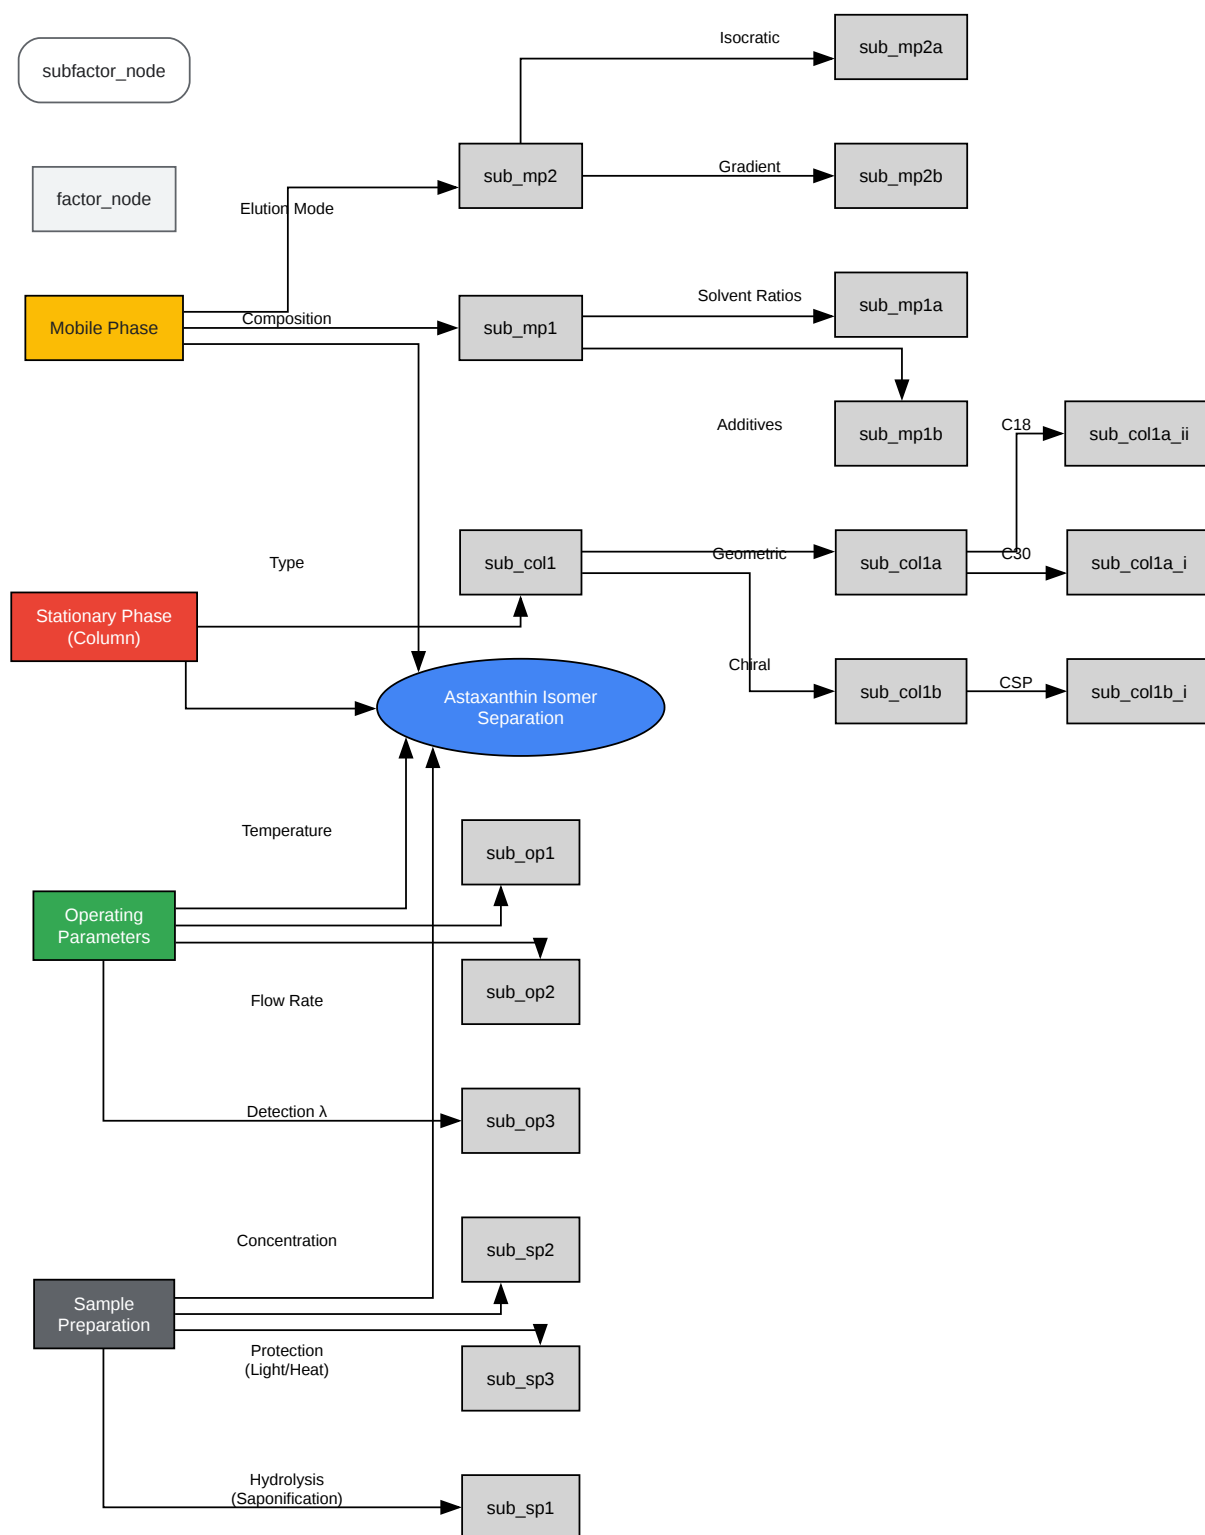 Isocratic
sub_mp2a
subfactor_node
sub_mp2
Gradient
sub_mp2b
factor_node
Elution Mode
Mobile Phase
Composition
sub_mp1
Solvent Ratios
sub_mp1a
Additives
sub_mp1b
C18
sub_col1a_ii
Type
sub_col1
Geometric
sub_col1a
C30
sub_col1a_i
Stationary Phase
(Column)
Chiral
sub_col1b
CSP
sub_col1b_i
Astaxanthin Isomer
Separation
Temperature
sub_op1
Operating
Parameters
Flow Rate
sub_op2
Detection λ
sub_op3
Concentration
sub_sp2
Sample
Preparation
Protection
(Light/Heat)
sub_sp3
Hydrolysis
(Saponification)
sub_sp1